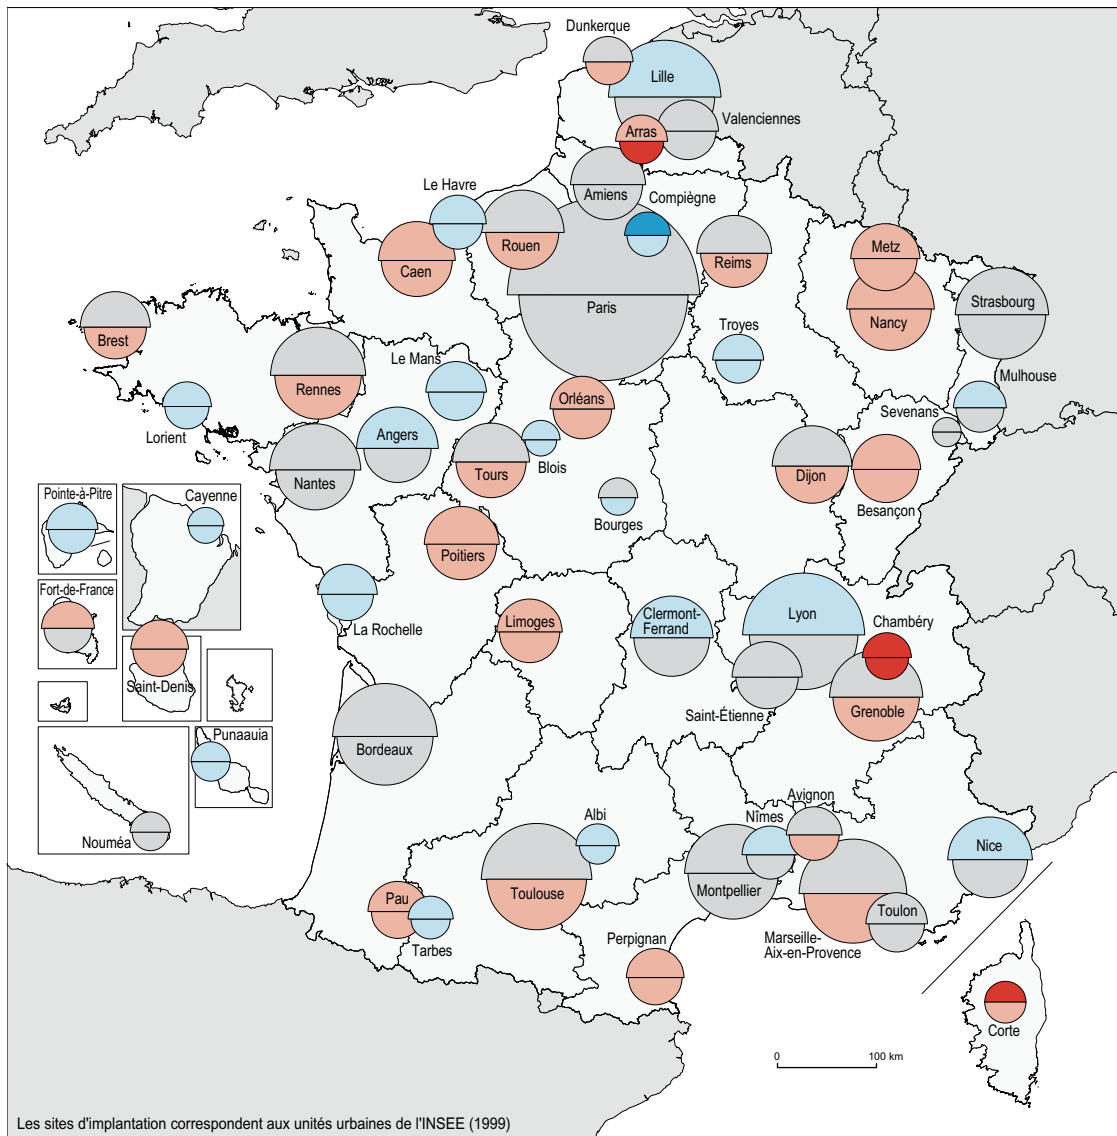 Dunkerque
Lille
Valenciennes
Arras
Amiens
Le Havre
Compiègne
Rouen
Caen
Reims
Metz
Paris
Strasbourg
Nancy
Brest
Troyes
Le Mans
Rennes
Mulhouse
Orléans
Sevenans
Lorient
Angers
Blois
Tours
Nantes
Dijon
Besançon
Bourges
Pointe-à-Pitre
Cayenne
Poitiers
Fort-de-France
La Rochelle
Limoges
Clermont-
Ferrand
Lyon
Chambéry
Saint-Denis
Saint-Étienne
Grenoble
Punaauia
Bordeaux
Nouméa
Avignon
Albi
Nîmes
Nice
Toulouse
Montpellier
Pau
Toulon
Tarbes
Perpignan
Marseille-
Aix-en-Provence
Corte
0 100 km
Les sites d'implantation correspondent aux unités urbaines de l'INSEE (1999)